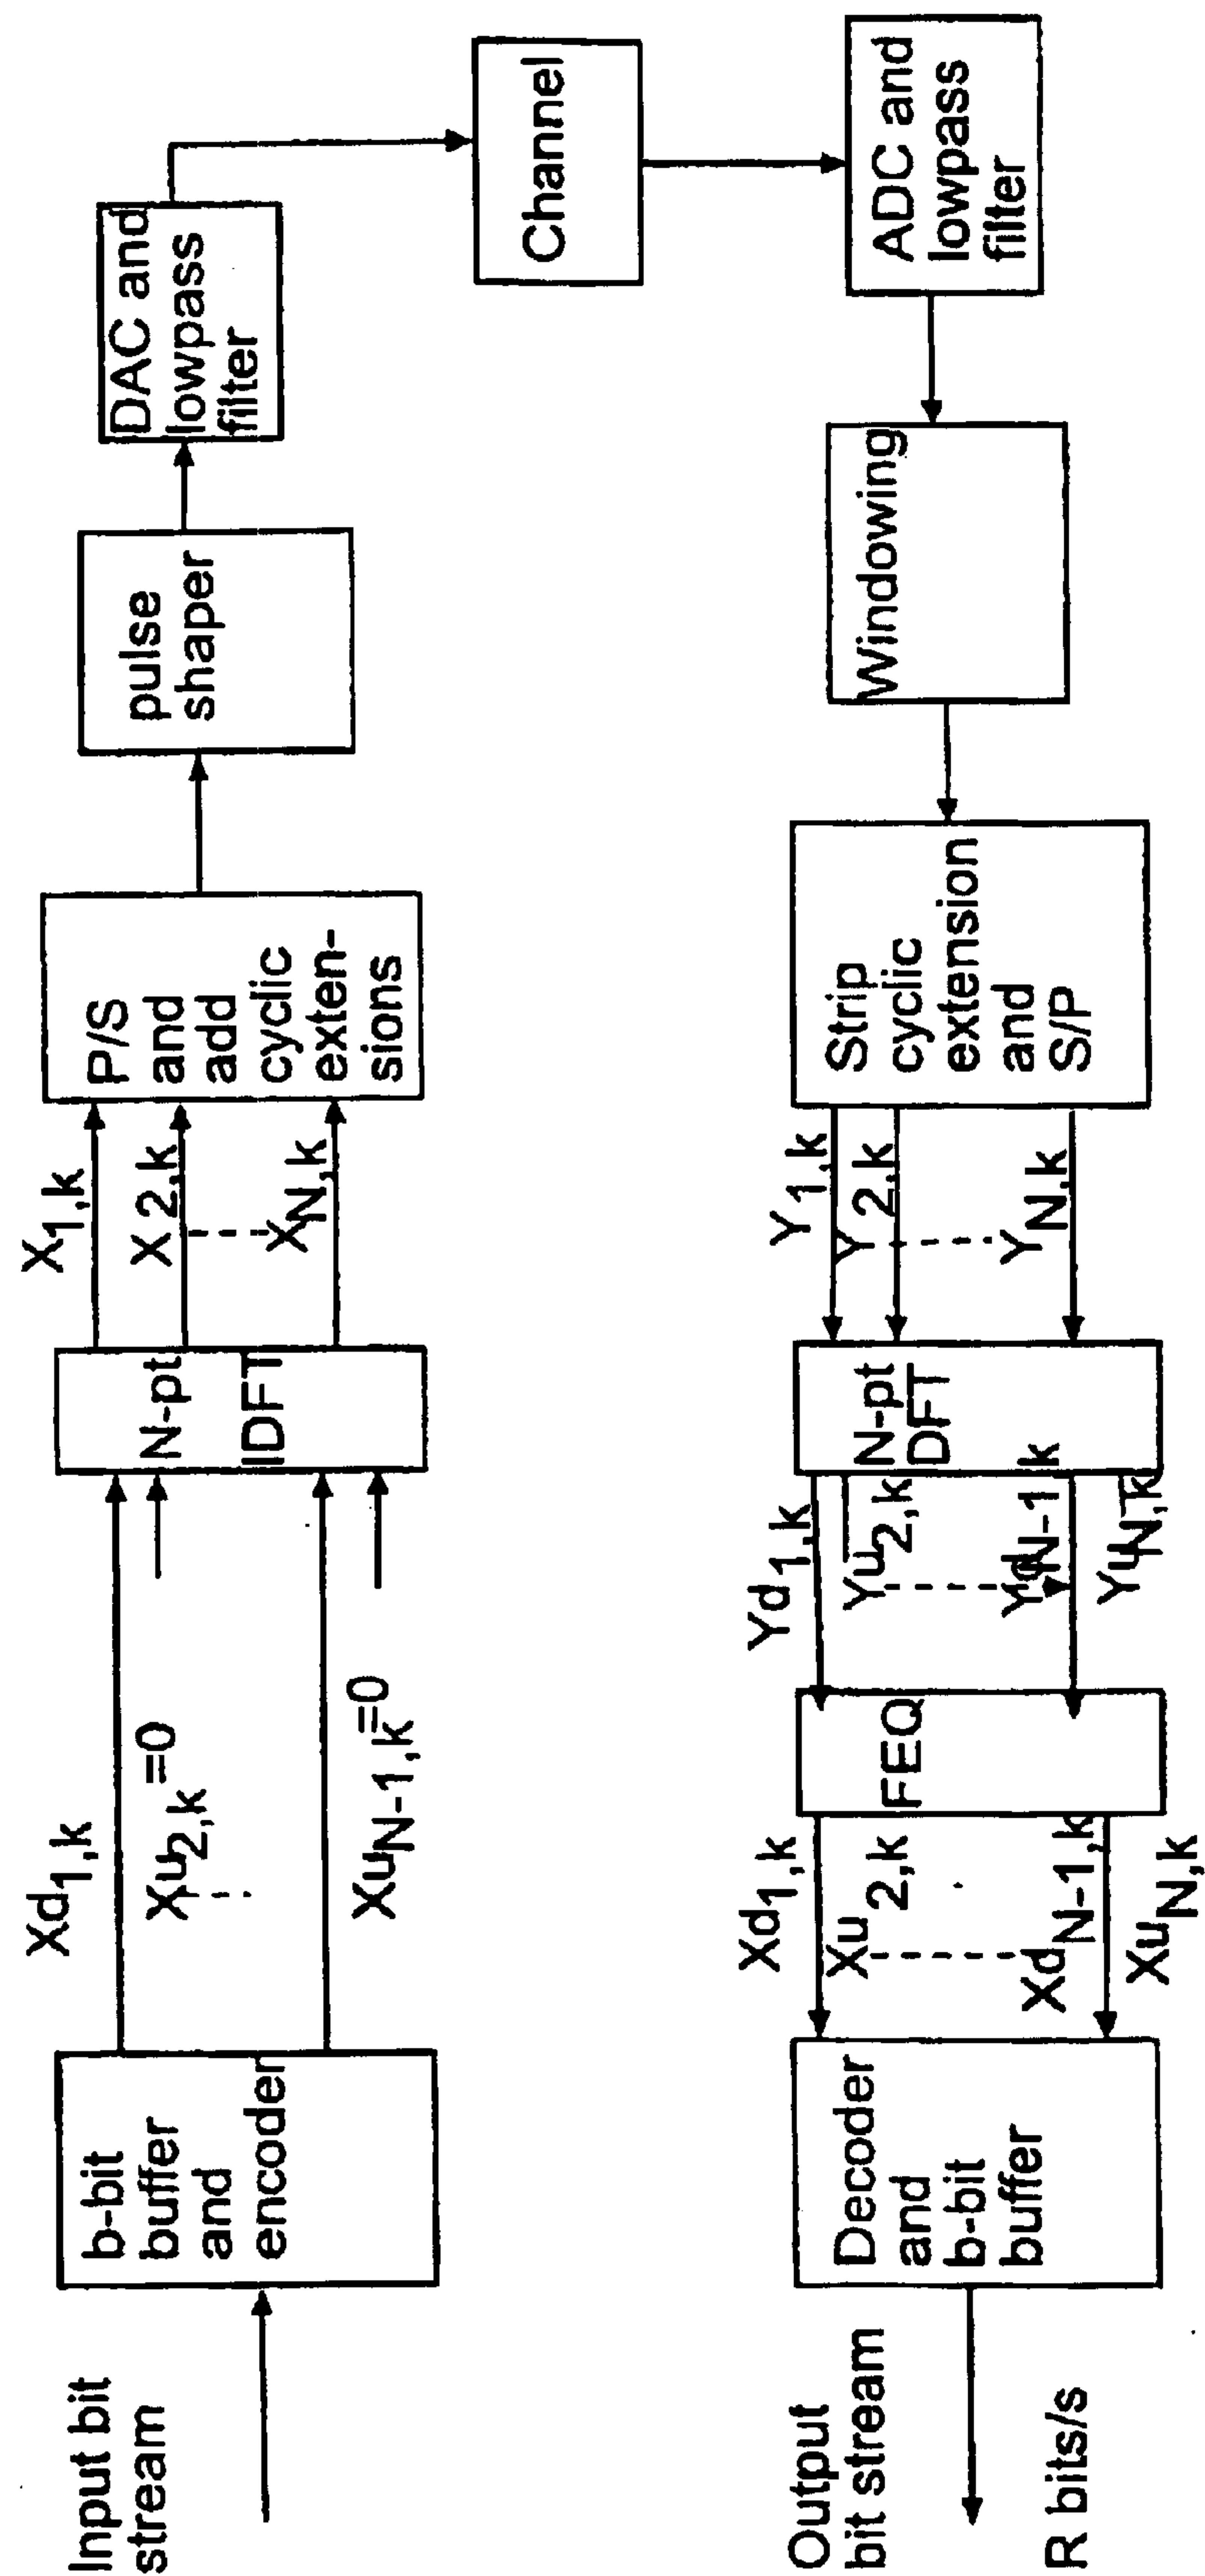 Input bit
stream
b-bit
buffer
and
encoder
Xd1,k
Xu2,k=0
XuN-1,k=0
N-pt
IDFT
X1,k
X2,k
XN,k
P/S
and
add
cyclic
exten-
sions
pulse
shaper
DAC and
lowpass
filter
Channel
ADC and
lowpass
filter
Windowing
Strip
cyclic
extension
and
S/P
Y1,k
Y2,k
YN,k
N-pt
DFT
Yd1,k
Yu2,k
YdN-1,k
YuN,k
FEQ
Xd1,k
Xu2,k
XdN-1,k
XuN,k
Decoder
and
b-bit
buffer
Output
bit stream
R bits/s